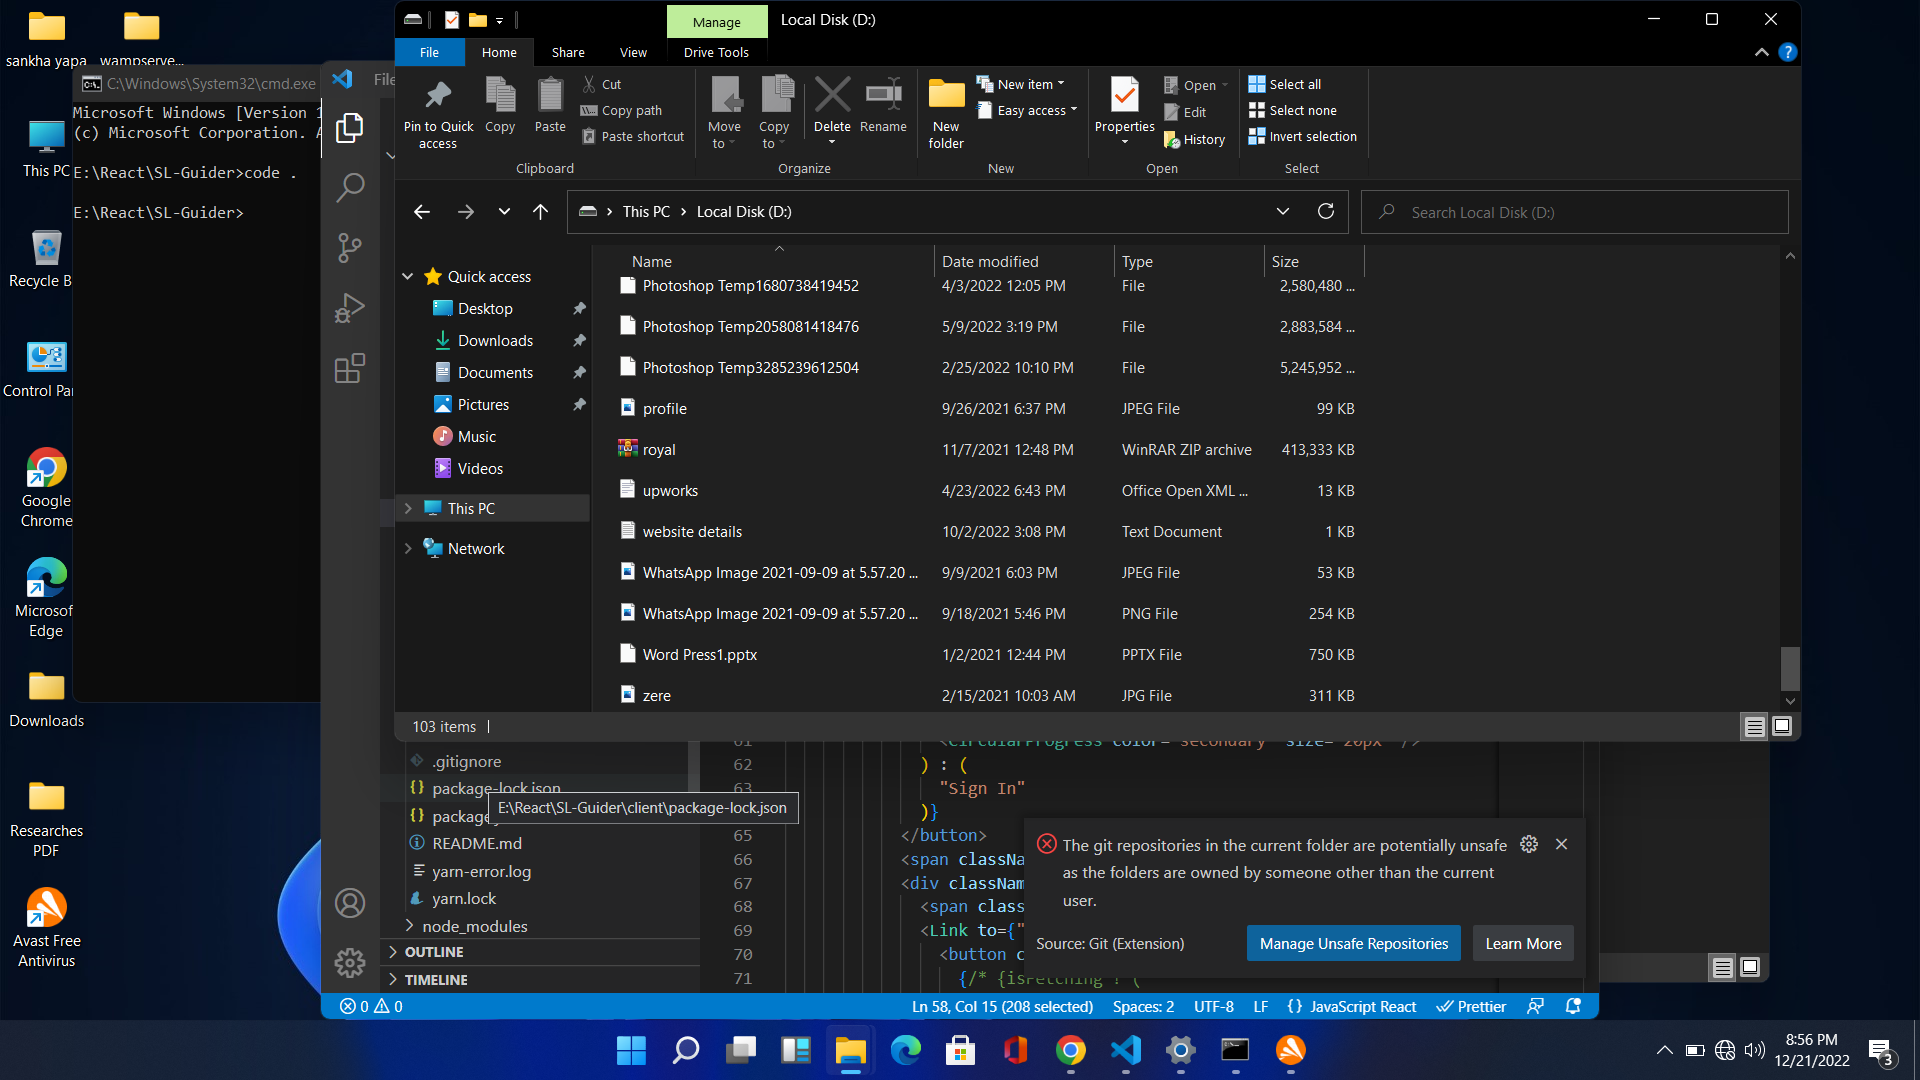 sankha yapa
wampserve...
This PC
Recycle B
Control Pa
Google
Chrome
Microsof
Edge
Downloads
Researches
PDF
Avast Free
Antivirus
C:\Windows\System32\cmd.exe
Microsoft Windows [Version 1
(c) Microsoft Corporation. A
E:\React\SL-Guider>code .
E:\React\SL-Guider>
File
Manage
Local Disk (D:)
File
Home
Share
View
Drive Tools
Pin to Quick
access
Copy
Paste
Cut
Copy path
Paste shortcut
Clipboard
Move
to
Copy
to
Delete
Rename
Organize
New
folder
New item
Easy access
New
Properties
Open
Edit
History
Open
Select all
Select none
Invert selection
Select
This PC
Local Disk (D:)
Search Local Disk (D:)
Quick access
Desktop
Downloads
Documents
Pictures
Music
Videos
This PC
Network
Name Date modified Type Size
Photoshop Temp1680738419452 4/3/2022 12:05 PM File 2,580,480 ...
Photoshop Temp2058081418476 5/9/2022 3:19 PM File 2,883,584 ...
Photoshop Temp3285239612504 2/25/2022 10:10 PM File 5,245,952 ...
profile 9/26/2021 6:37 PM JPEG File 99 KB
royal 11/7/2021 12:48 PM WinRAR ZIP archive 413,333 KB
upworks 4/23/2022 6:43 PM Office Open XML ... 13 KB
website details 10/2/2022 3:08 PM Text Document 1 KB
WhatsApp Image 2021-09-09 at 5.57.20 ... 9/9/2021 6:03 PM JPEG File 53 KB
WhatsApp Image 2021-09-09 at 5.57.20 ... 9/18/2021 5:46 PM PNG File 254 KB
Word Press1.pptx 1/2/2021 12:44 PM PPTX File 750 KB
zere 2/15/2021 10:03 AM JPG File 311 KB
103 items
.gitignore
package-lock.json
package
E:\React\SL-Guider\client\package-lock.json
README.md
yarn-error.log
yarn.lock
node_modules
OUTLINE
TIMELINE
61 <CircularProgress color="secondary" size="20px" />
62 ) : (
63 "Sign In"
)}
65 </button>
66 <span classNa
67 <div classNam
68 <span class
69 <Link to={"
70 <button c
71 {/* {isFetching ? (
The git repositories in the current folder are potentially unsafe
as the folders are owned by someone other than the current
user.
Source: Git (Extension)
Manage Unsafe Repositories
Learn More
0 0
Ln 58, Col 15 (208 selected)
Spaces: 2
UTF-8
LF
{ } JavaScript React
Prettier
8:56 PM
12/21/2022
3